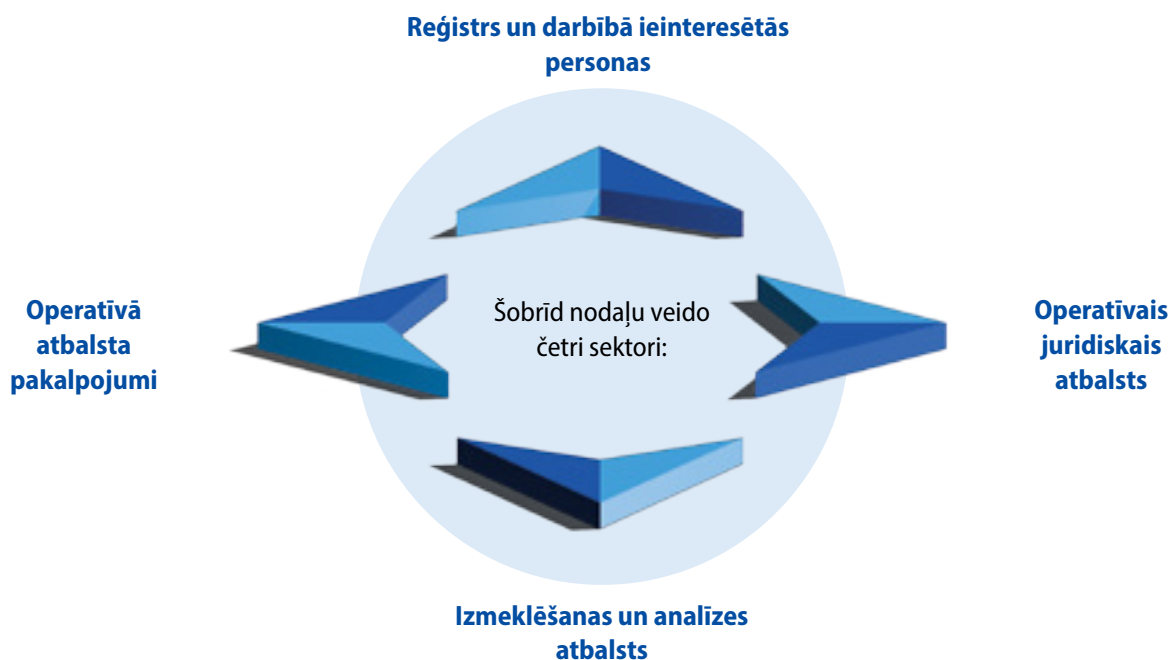 Reģistrs un darbībā ieinteresētās
personas
Operatīvā
atbalsta
pakalpojumi
Šobrīd nodaļu veido
četri sektori:
Operatīvais
juridiskais
atbalsts
Izmeklēšanas un analīzes
atbalsts